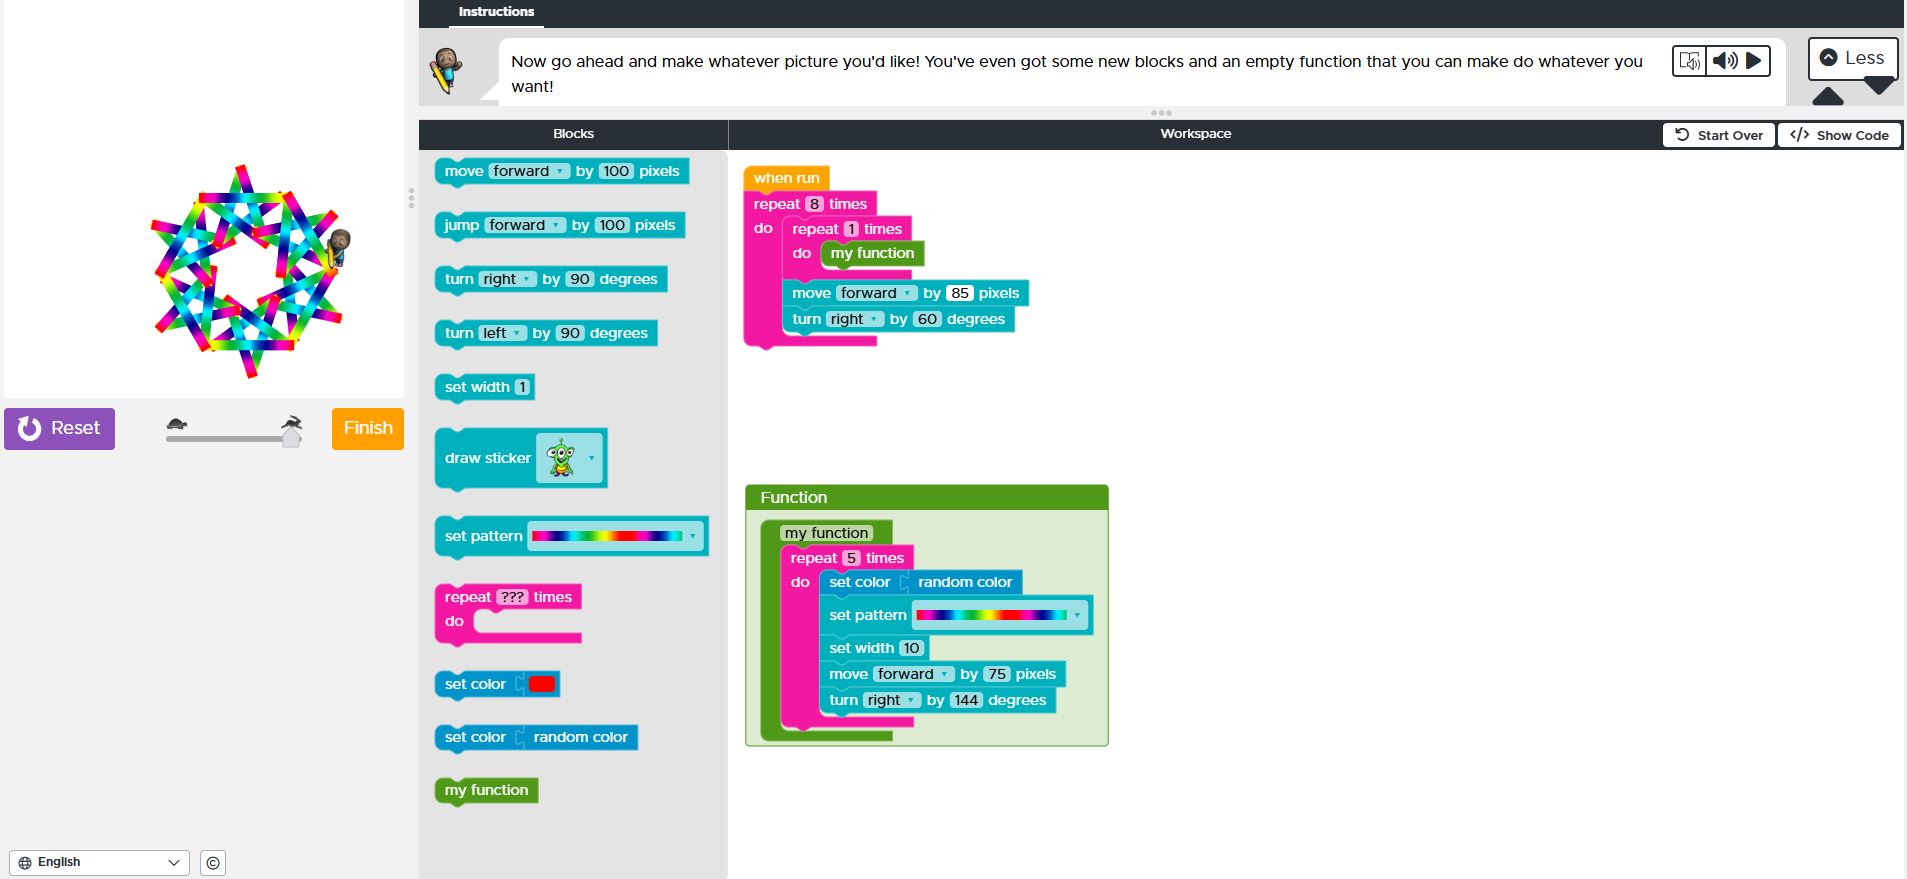 Instructions
Now go ahead and make whatever picture you'd like! You've even got some new blocks and an empty function that you can make do whatever you
want!
Less
Blocks
Workspace
Start Over
</> Show Code
move forward by 100 pixels
jump forward by 100 pixels
turn right by 90 degrees
turn left by 90 degrees
set width 1
draw sticker
set pattern
repeat ??? times
do
set color
set color random color
my function
when run
repeat 8 times
do
repeat 1 times
do my function
move forward by 85 pixels
turn right by 60 degrees
Function
my function
repeat 5 times
do set color random color
set pattern
set width 10
move forward by 75 pixels
turn right by 144 degrees
Reset
Finish
English
©